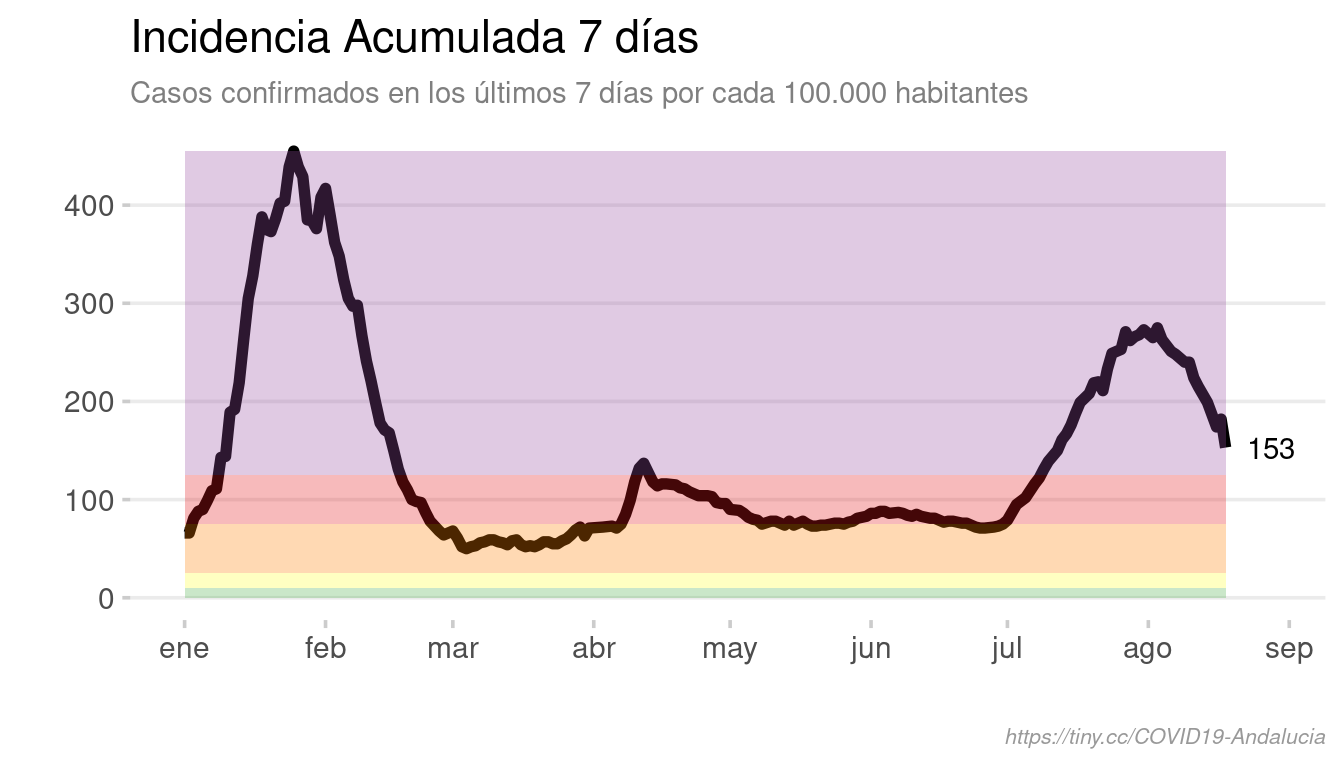 Incidencia Acumulada 7 días
Casos confirmados en los últimos 7 días por cada 100.000 habitantes
400
300
200
100
0
153
ene feb mar abr may jun jul ago sep
https://tiny.cc/COVID19-Andalucia